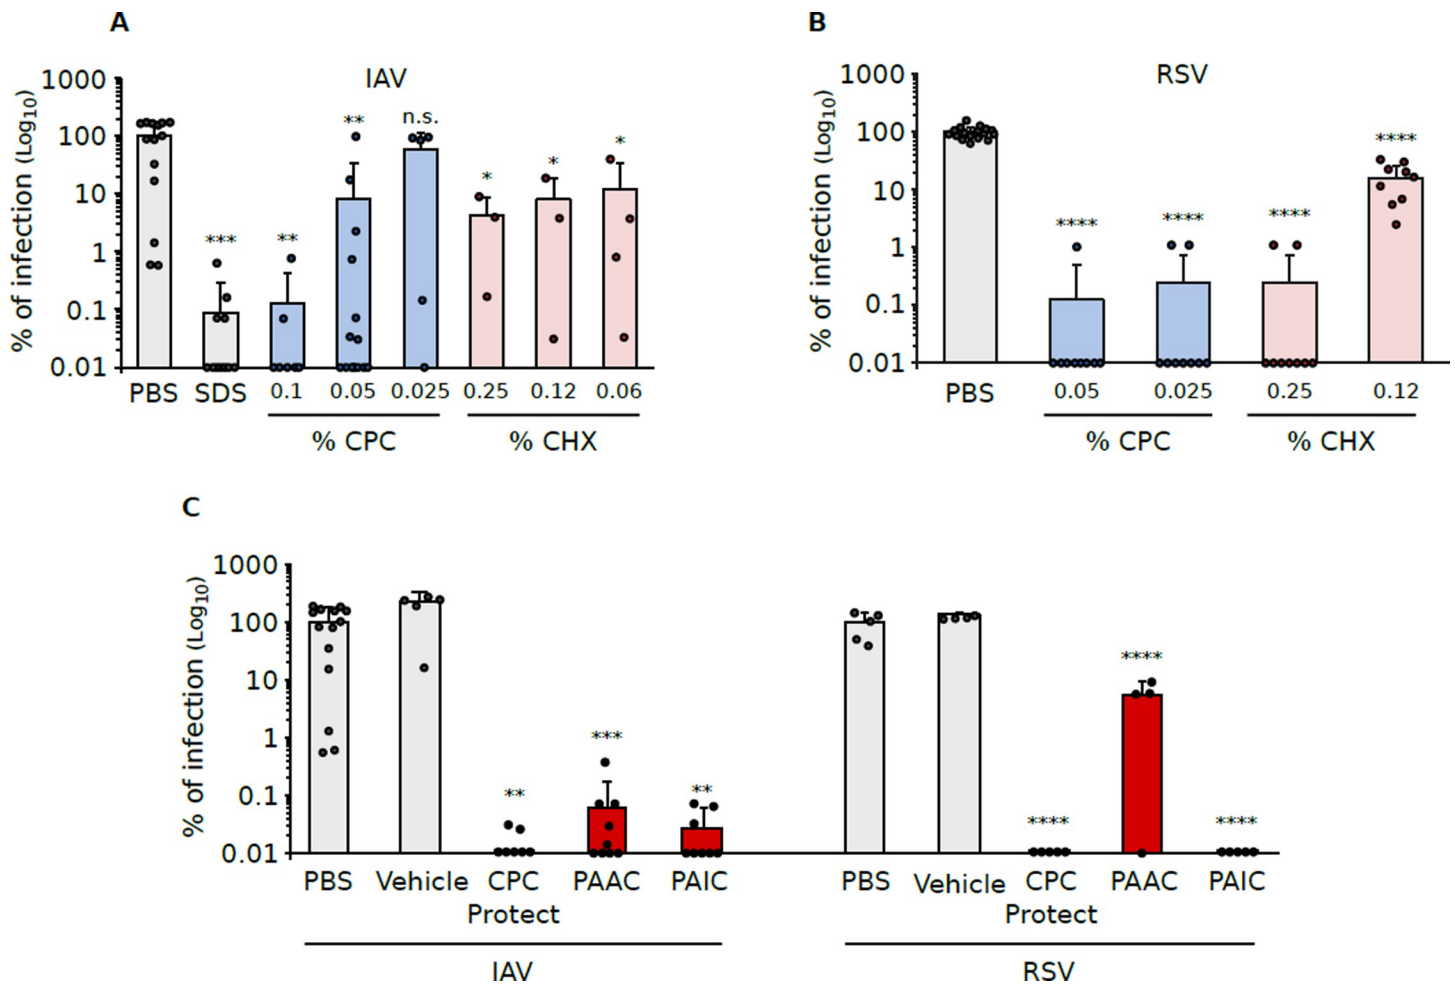 A
IAV
% of infection (Log10)
1000
100
10
1
0.1
0.01
*** ** ** n.s. * * *
PBS SDS 0.1 0.05 0.025 0.25 0.12 0.06
% CPC % CHX
B
RSV
% of infection (Log10)
1000
100
10
1
0.1
0.01
**** **** **** ****
PBS 0.05 0.025 0.25 0.12
% CPC % CHX
C
% of infection (Log10)
1000
100
10
1
0.1
0.01
** *** ** **** **** ****
PBS Vehicle CPC PAAC PAIC PBS Vehicle CPC PAAC PAIC
Protect Protect
IAV RSV